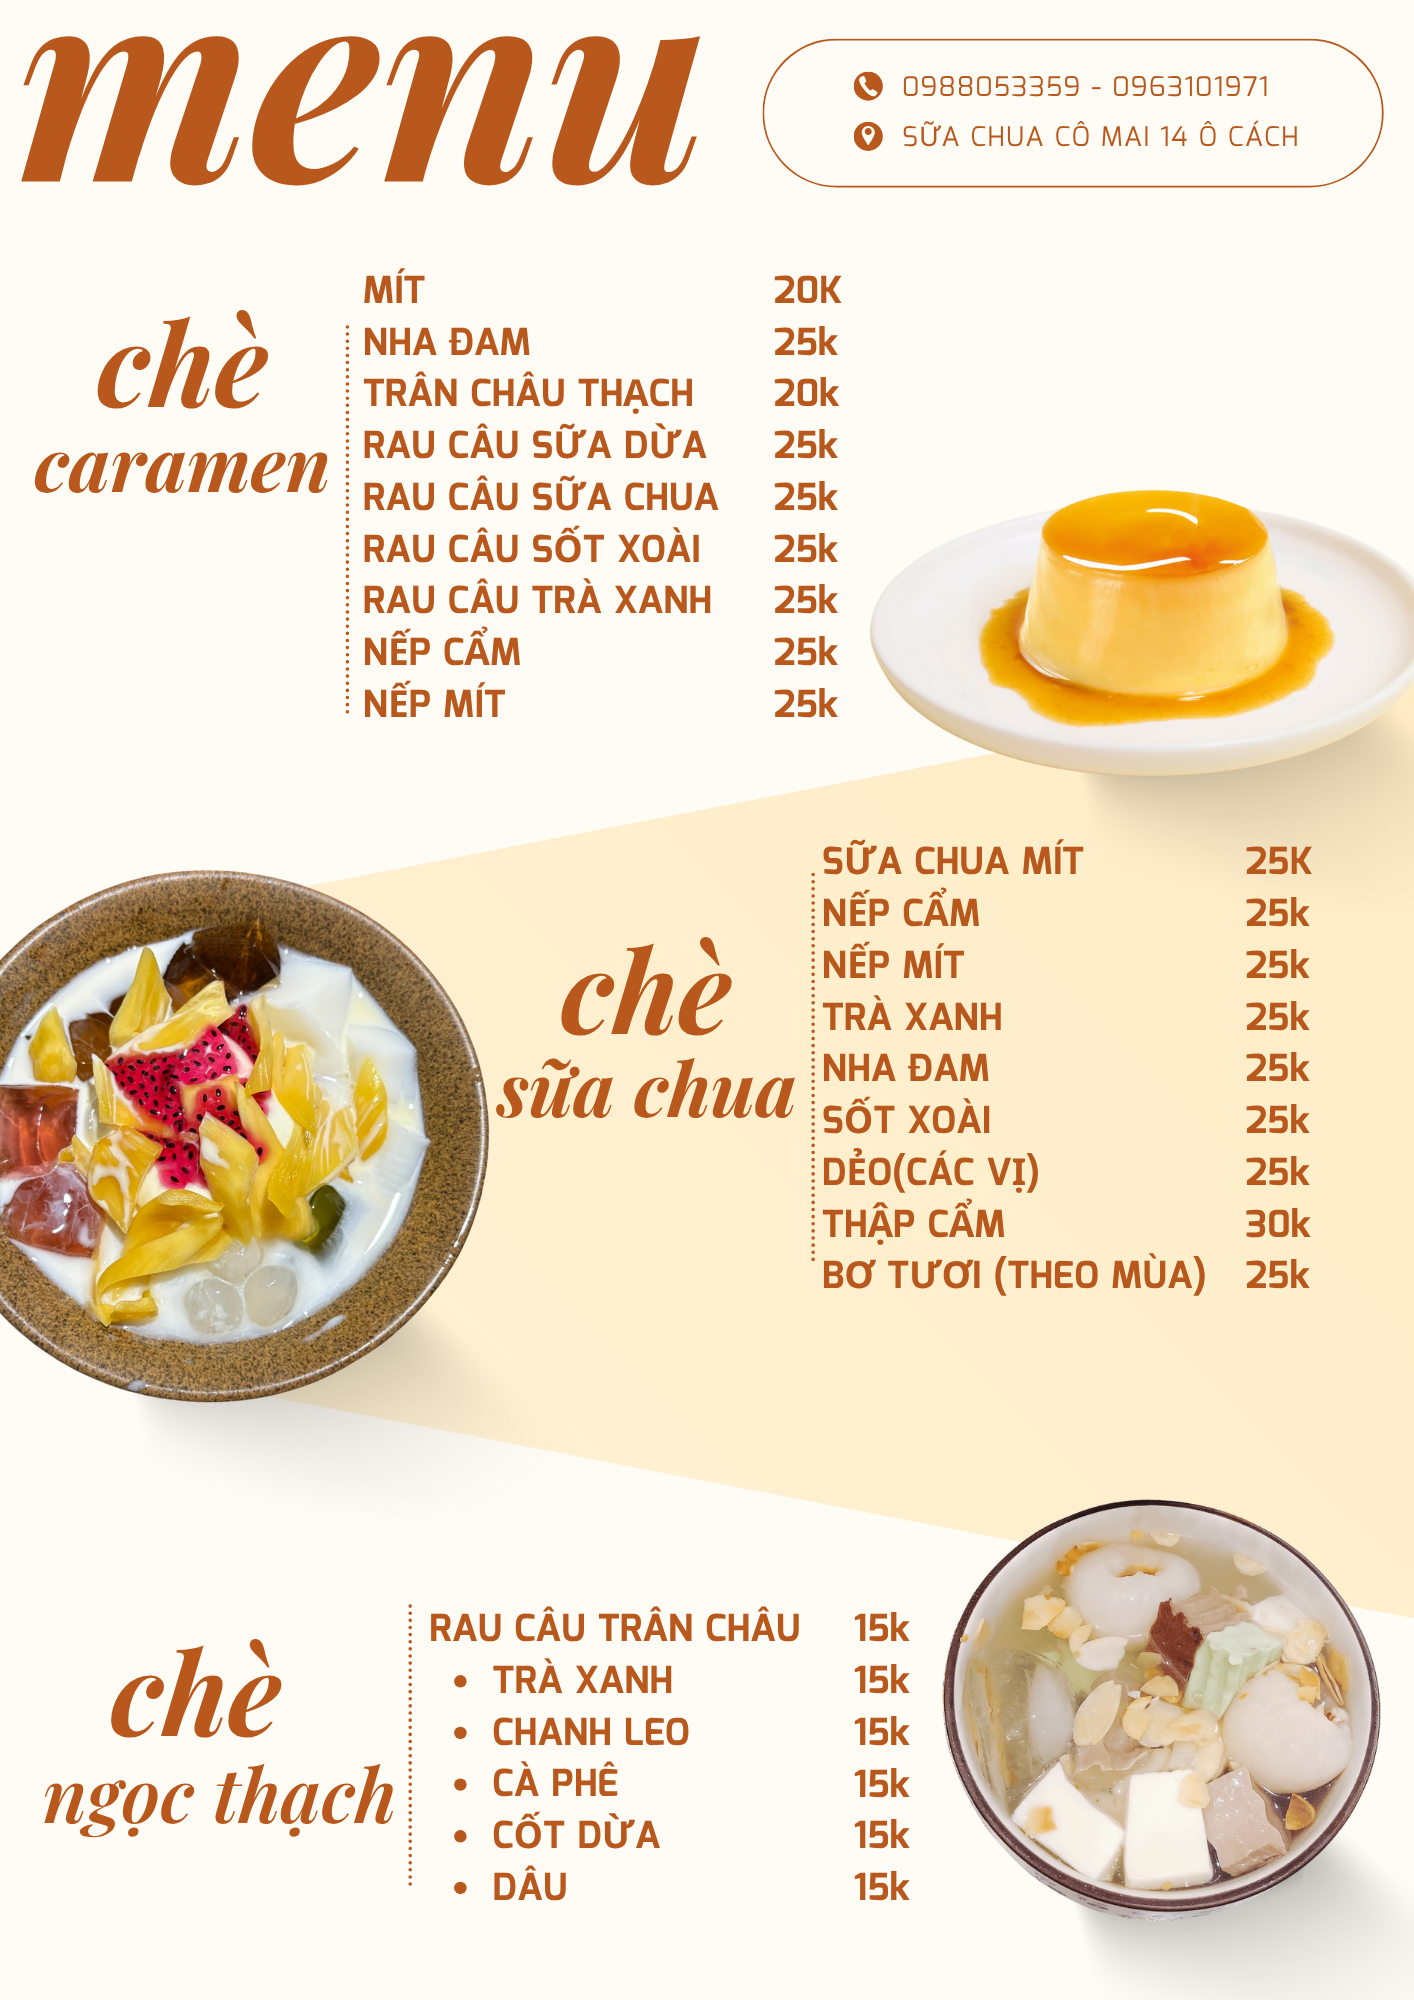 menu
0988053359 - 0963101971
SỮA CHUA CÔ MAI 14 Ô CÁCH
chè
caramen
MÍT 20K
NHA ĐAM 25k
TRÂN CHÂU THẠCH 20k
RAU CÂU SỮA DỪA 25k
RAU CÂU SỮA CHUA 25k
RAU CÂU SỐT XOÀI 25k
RAU CÂU TRÀ XANH 25k
NẾP CẨM 25k
NẾP MÍT 25k
chè
sữa chua
SỮA CHUA MÍT 25K
NẾP CẨM 25k
NẾP MÍT 25k
TRÀ XANH 25k
NHA ĐAM 25k
SỐT XOÀI 25k
DẺO(CÁC VỊ) 25k
THẬP CẨM 30k
BƠ TƯƠI (THEO MÙA) 25k
chè
ngọc thạch
RAU CÂU TRÂN CHÂU 15k
• TRÀ XANH 15k
• CHANH LEO 15k
• CÀ PHÊ 15k
• CỐT DỪA 15k
• DÂU 15k